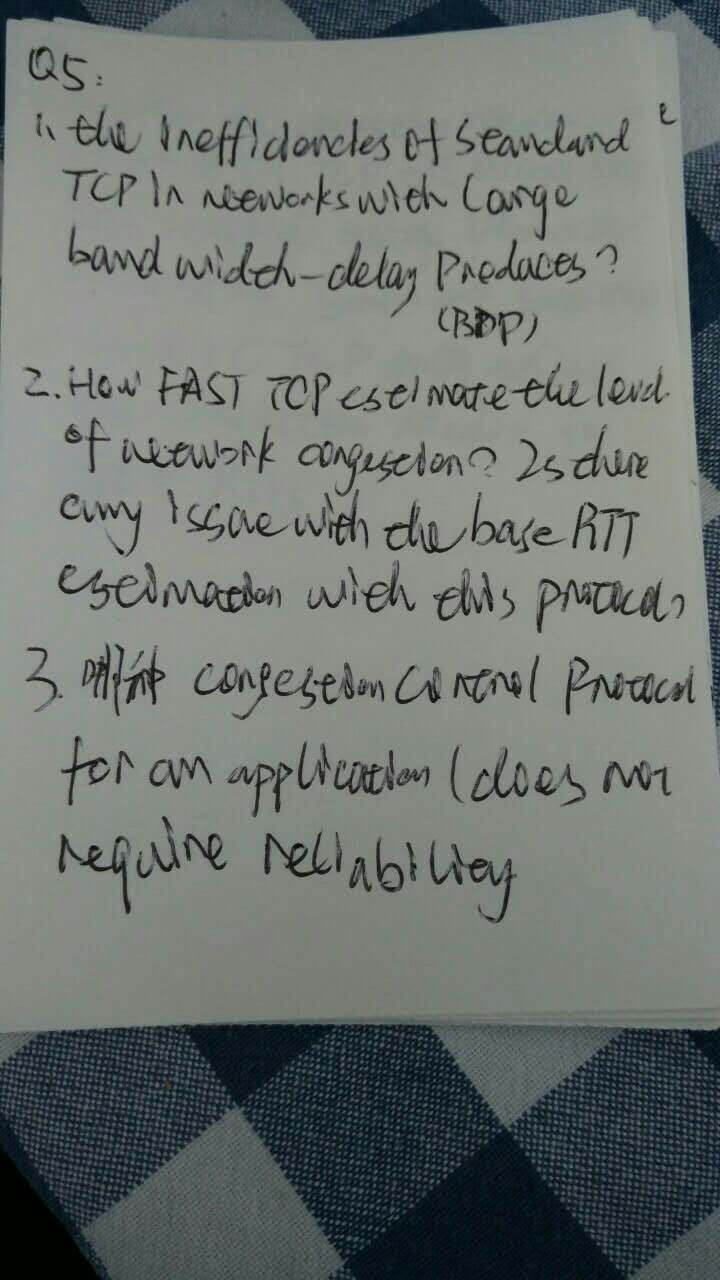 Q5:
1. the inefficiencies of standard
TCP in networks with large
bandwidth-delay products?
(BDP)
2. How FAST TCP estimate the level
of network congestion? Is there
any issue with the base RTT
estimation with this protocol?
3. 哪种 congestion control protocol
for an application (does not
require reliability